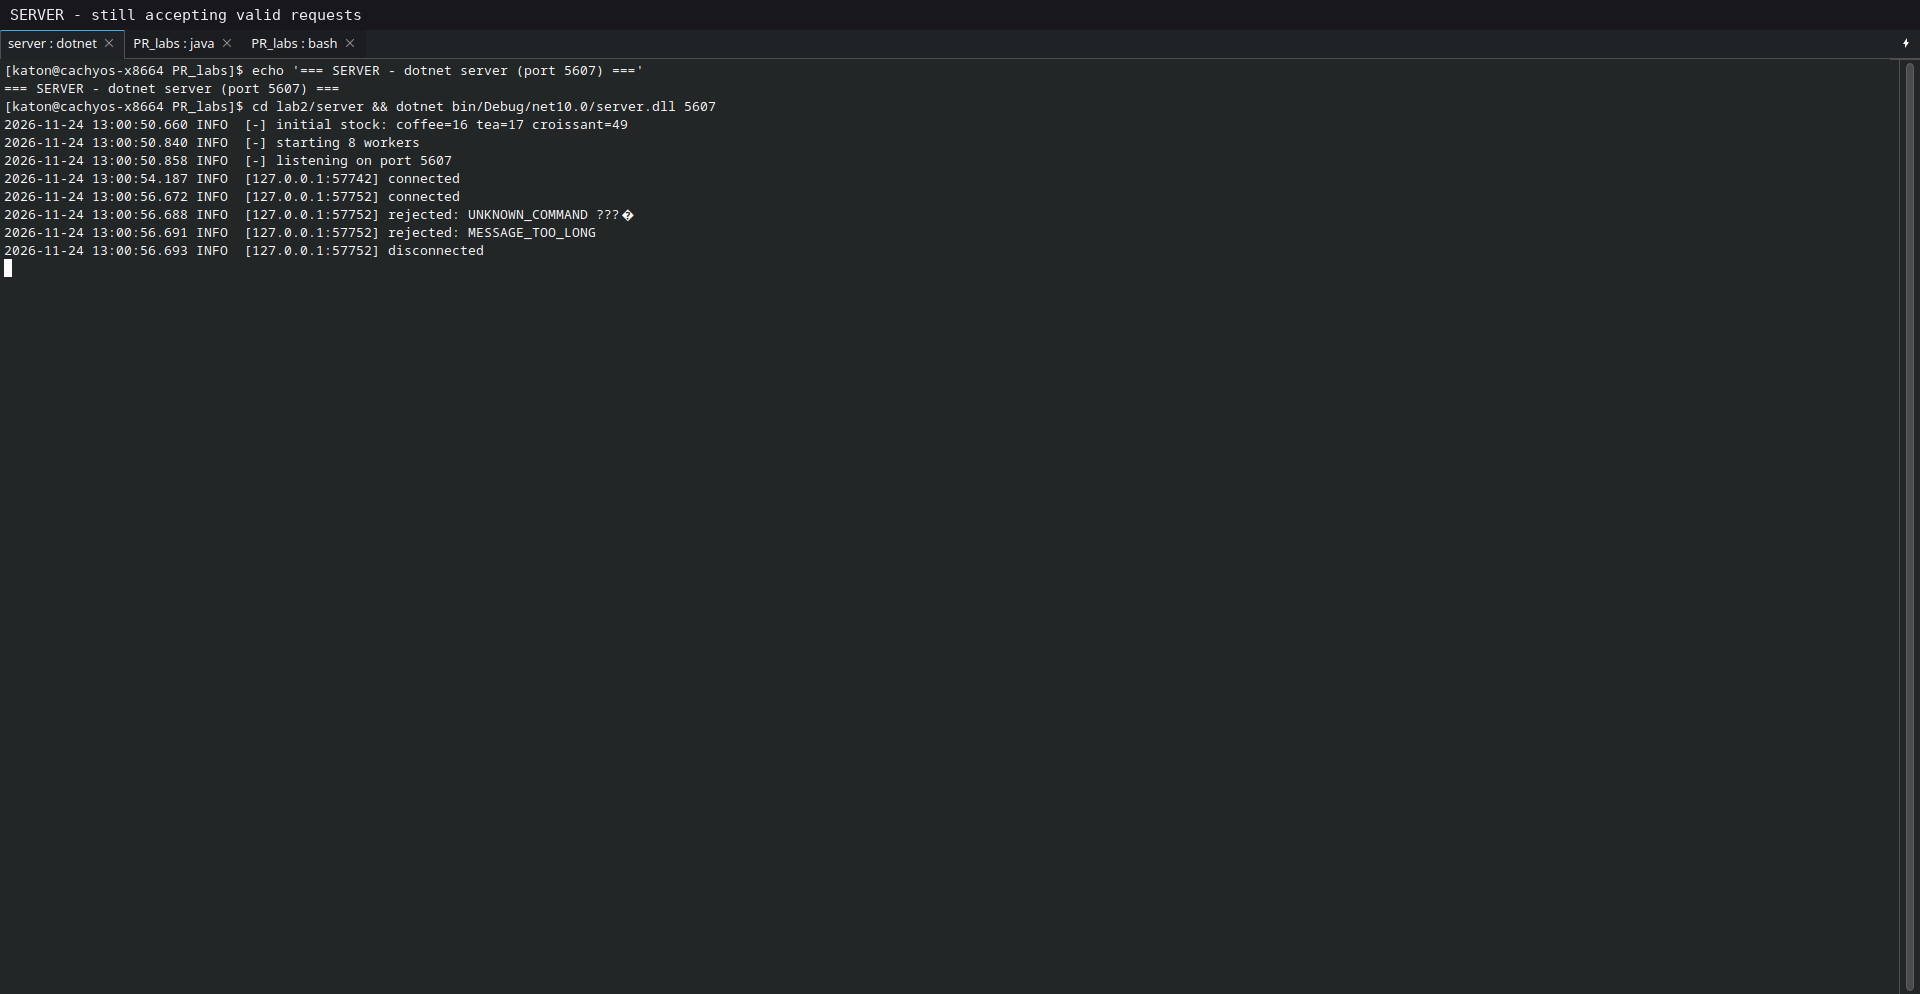 SERVER - still accepting valid requests
server : dotnet PR_labs : java PR_labs : bash
[katon@cachyos-x8664 PR_labs]$ echo '=== SERVER - dotnet server (port 5607) ==='
=== SERVER - dotnet server (port 5607) ===
[katon@cachyos-x8664 PR_labs]$ cd lab2/server && dotnet bin/Debug/net10.0/server.dll 5607
2026-11-24 13:00:50.660 INFO  [-] initial stock: coffee=16 tea=17 croissant=49
2026-11-24 13:00:50.840 INFO  [-] starting 8 workers
2026-11-24 13:00:50.858 INFO  [-] listening on port 5607
2026-11-24 13:00:54.187 INFO  [127.0.0.1:57742] connected
2026-11-24 13:00:56.672 INFO  [127.0.0.1:57752] connected
2026-11-24 13:00:56.688 INFO  [127.0.0.1:57752] rejected: UNKNOWN_COMMAND ???�
2026-11-24 13:00:56.691 INFO  [127.0.0.1:57752] rejected: MESSAGE_TOO_LONG
2026-11-24 13:00:56.693 INFO  [127.0.0.1:57752] disconnected